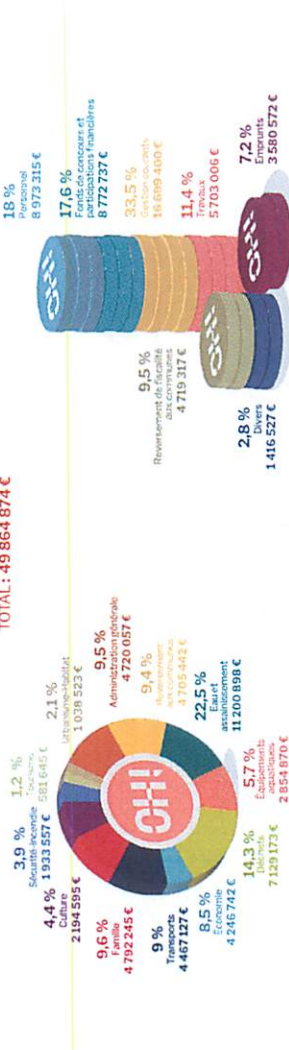 TOTAL : 49 864 874 €
3,9 %
Sécurité-Incendie
1 933 557 €
1,2 %
Tourisme
581 645 €
2,1 %
Urbanisme-Habitat
1 038 523 €
9,5 %
Administration générale
4 720 057 €
9,4 %
Reversement
aux communes
4 705 442 €
22,5 %
Eau et
assainissement
11 200 898 €
5,7 %
Équipements
aquatiques
2 854 870 €
14,3 %
Déchets
7 129 173 €
8,5 %
Économie
4 246 742 €
9 %
Transports
4 467 127 €
9,6 %
Famille
4 792 245 €
4,4 %
Culture
2 194 595 €
18 %
Personnel
8 973 315 €
17,6 %
Fonds de concours et
participations financières
8 772 737 €
33,5 %
Gestion courante
16 699 400 €
11,4 %
Travaux
5 703 006 €
7,2 %
Emprunts
3 580 572 €
9,5 %
Reversement de fiscalité
aux communes
4 719 317 €
2,8 %
Divers
1 416 527 €